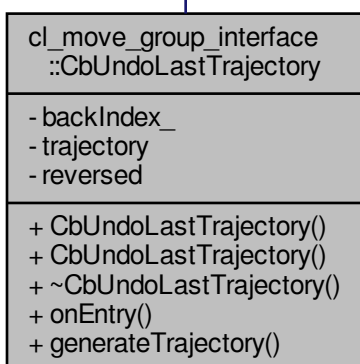 cl_move_group_interface
::CbUndoLastTrajectory
- backIndex_
- trajectory
- reversed
+ CbUndoLastTrajectory()
+ CbUndoLastTrajectory()
+ ~CbUndoLastTrajectory()
+ onEntry()
+ generateTrajectory()